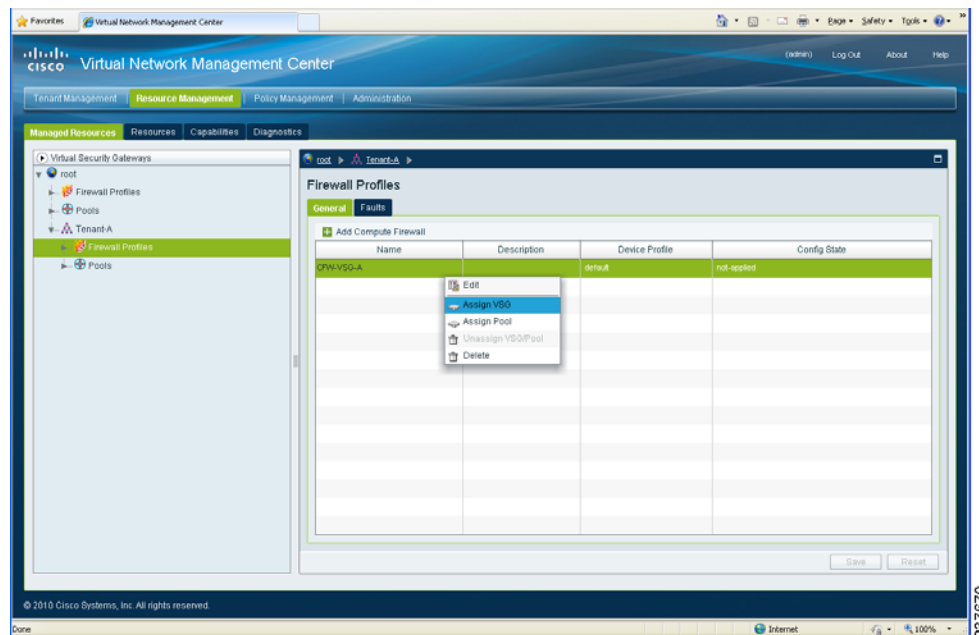 Favorites Virtual Network Management Center Page Safety Tools
CISCO Virtual Network Management Center (admin) Log Out About Help
Tenant Management Resource Management Policy Management Administration
Managed Resources Resources Capabilities Diagnostics
Virtual Security Gateways
root
Firewall Profiles
Pools
Tenant-A
Firewall Profiles
Pools
root Tenant-A
Firewall Profiles
General Faults
Add Compute Firewall
Name Description Device Profile Config State
CFW-VSG-A default not-applied
Edit
Assign VSG
Assign Pool
Unassign VSG/Pool
Delete
Save Reset
© 2010 Cisco Systems, Inc. All rights reserved.
Done Internet 100%